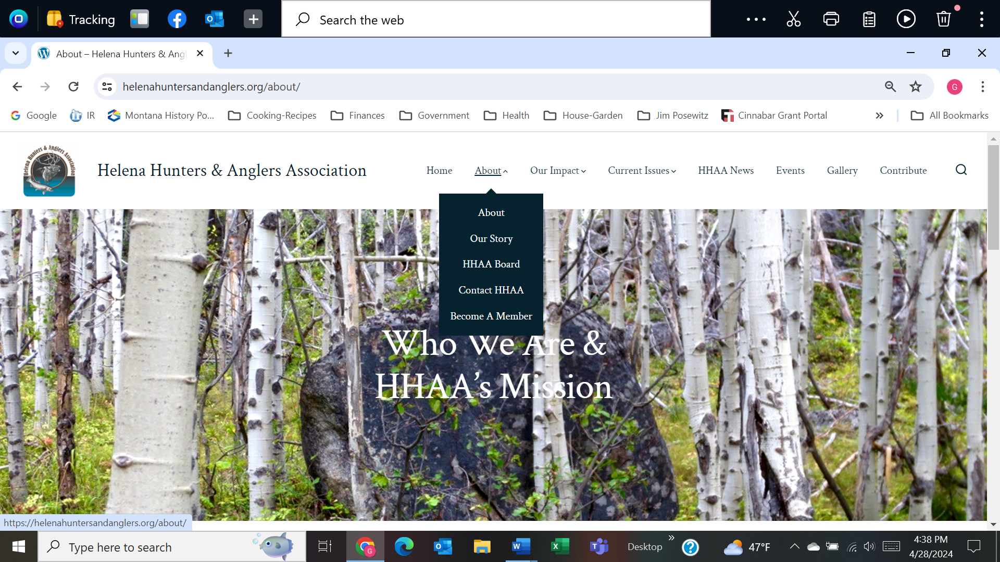 Tracking
Search the web
About – Helena Hunters & Angl
helenahuntersandanglers.org/about/
G
Google
IR
Montana History Po...
Cooking-Recipes
Finances
Government
Health
House-Garden
Jim Posewitz
Cinnabar Grant Portal
All Bookmarks
Helena Hunters & Anglers Association
Helena Hunters & Anglers Association
Home
About
Our Impact
Current Issues
HHAA News
Events
Gallery
Contribute
About
Our Story
HHAA Board
Contact HHAA
Become A Member
Who We Are &
HHAA’s Mission
https://helenahuntersandanglers.org/about/
Type here to search
G
Desktop
47°F
4:38 PM
4/28/2024